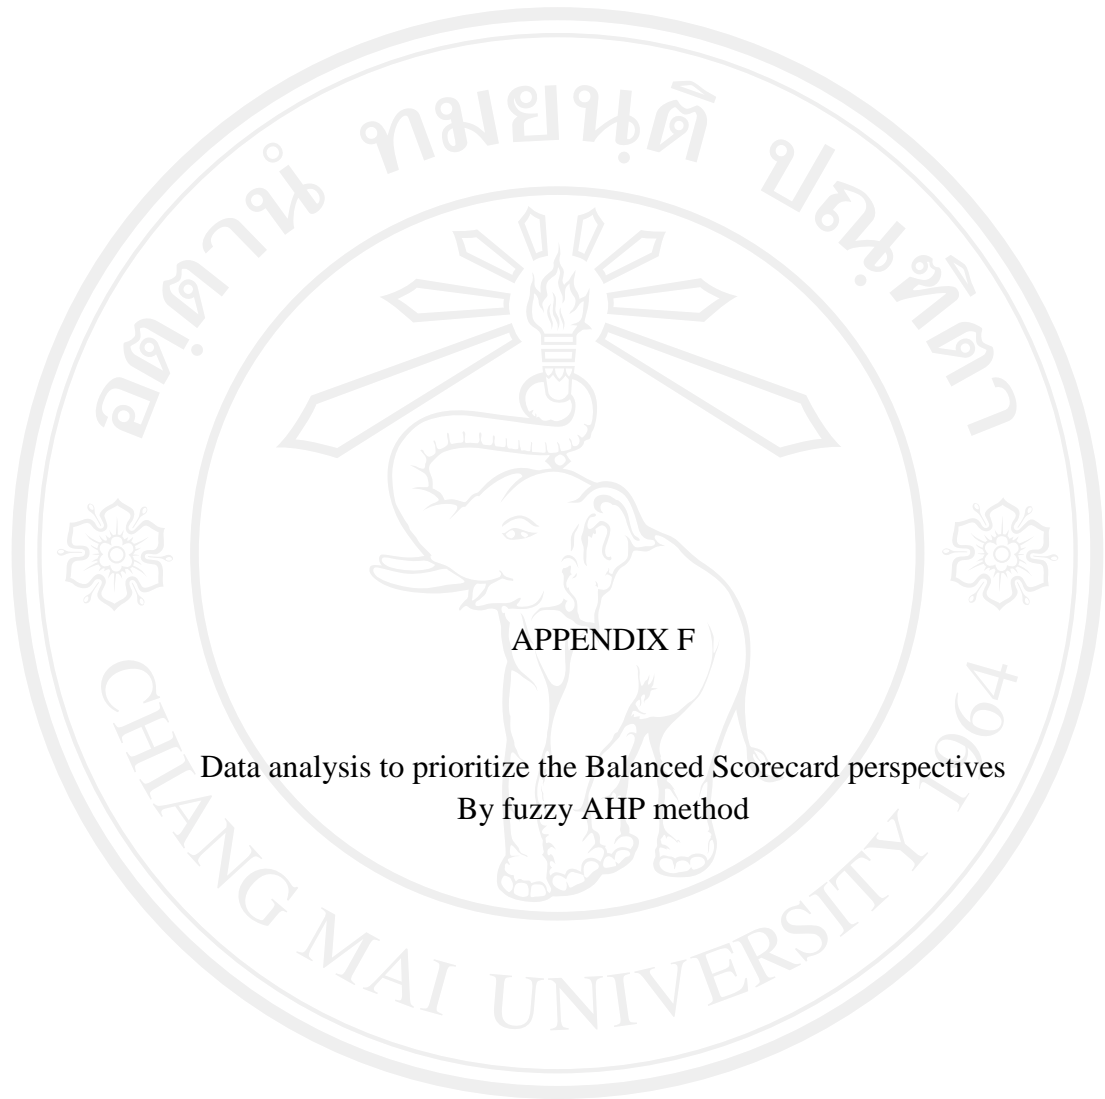 อตฺตานํ ทมยนฺติ ปณฺฑิตา
APPENDIX F
Data analysis to prioritize the Balanced Scorecard perspectives
By fuzzy AHP method
CHIANG MAI UNIVERSITY 1964